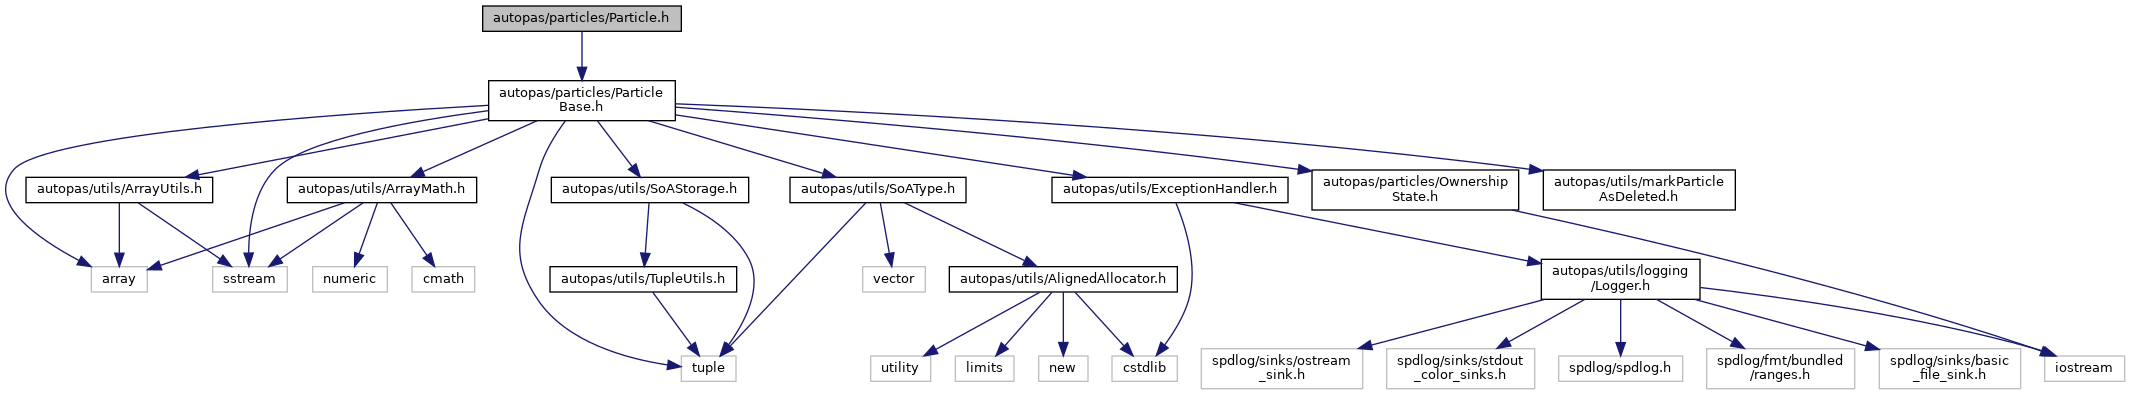 autopas/particles/Particle.h
autopas/particles/Particle
Base.h
autopas/utils/ArrayUtils.h
autopas/utils/ArrayMath.h
autopas/utils/SoAStorage.h
autopas/utils/SoAType.h
autopas/utils/ExceptionHandler.h
autopas/particles/Ownership
State.h
autopas/utils/markParticle
AsDeleted.h
array
sstream
numeric
cmath
autopas/utils/TupleUtils.h
vector
autopas/utils/AlignedAllocator.h
autopas/utils/logging
/Logger.h
tuple
utility
limits
new
cstdlib
spdlog/sinks/ostream
_sink.h
spdlog/sinks/stdout
_color_sinks.h
spdlog/spdlog.h
spdlog/fmt/bundled
/ranges.h
spdlog/sinks/basic
_file_sink.h
iostream